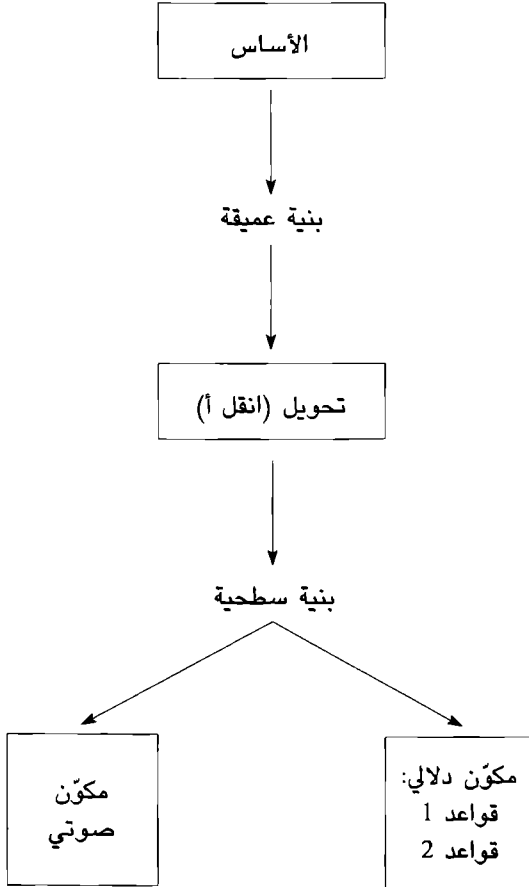 الأساس
بنية عميقة
تحويل (انقل أ)
بنية سطحية
مكوّن دلالي:
قواعد 1
قواعد 2
مكوّن
صوتي